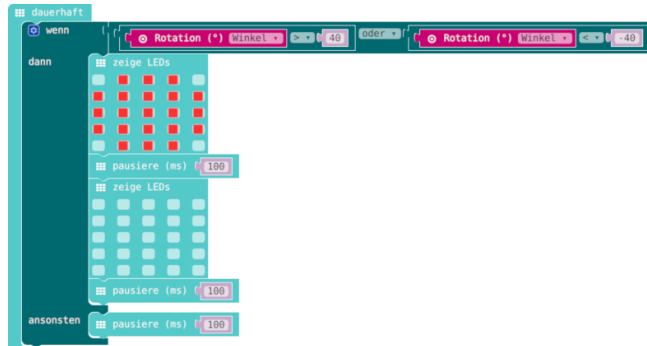 dauerhaft
wenn Rotation (°) Winkel > 40 oder Rotation (°) Winkel < -40
dann zeige LEDs
pausiere (ms) 100
zeige LEDs
pausiere (ms) 100
ansonsten pausiere (ms) 100